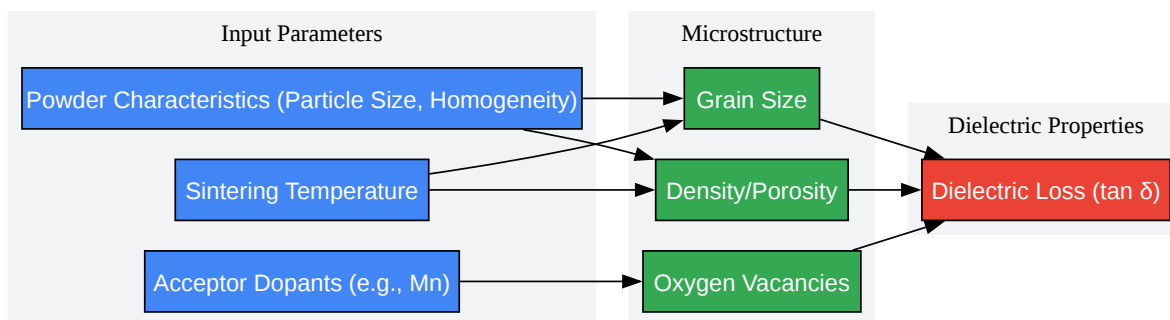 Input Parameters
Powder Characteristics (Particle Size, Homogeneity)
Sintering Temperature
Acceptor Dopants (e.g., Mn)
Microstructure
Grain Size
Density/Porosity
Oxygen Vacancies
Dielectric Properties
Dielectric Loss (tan δ)